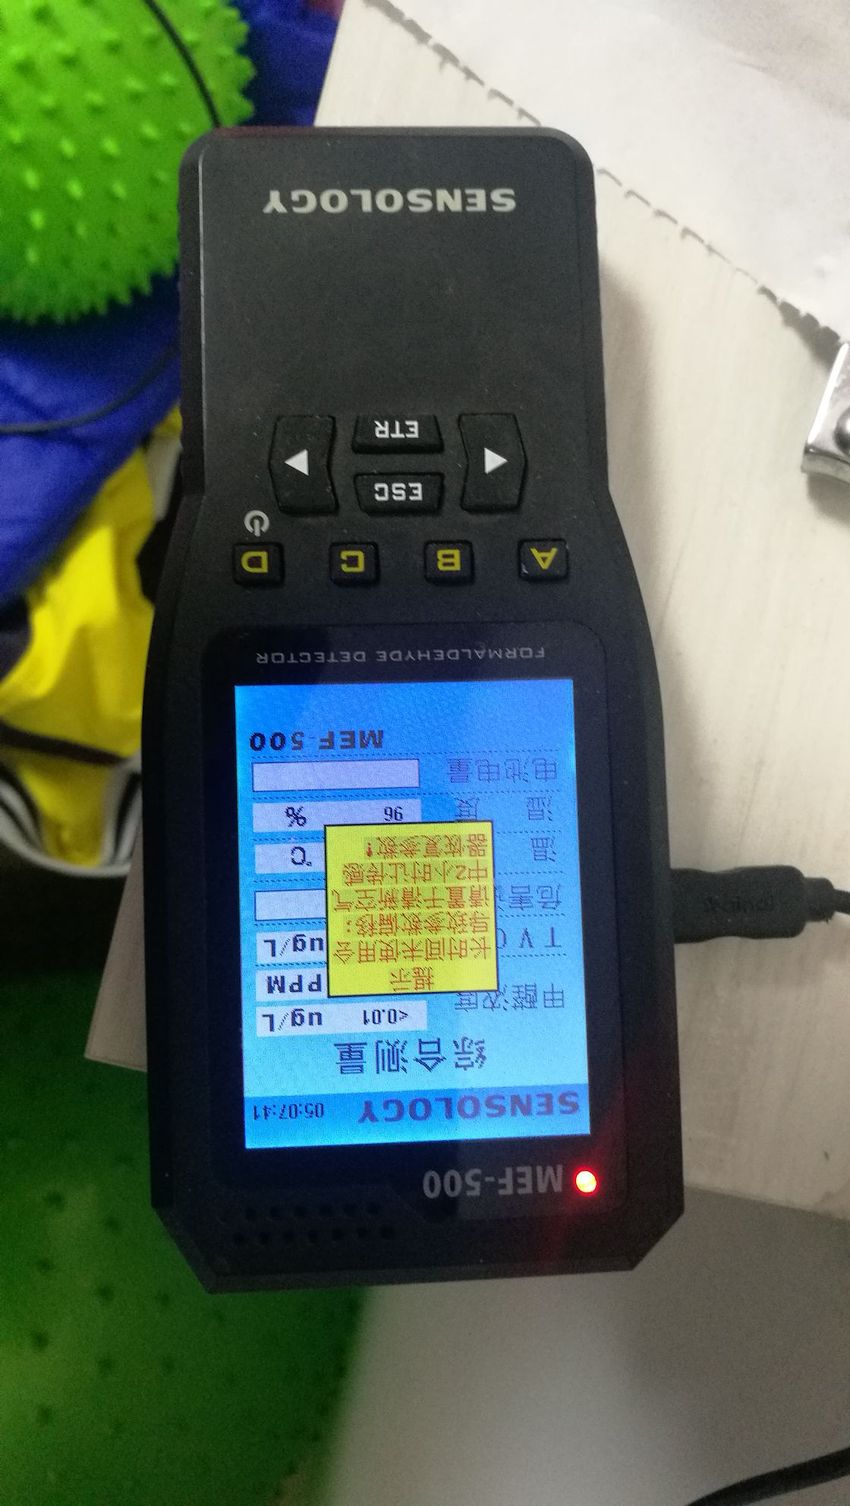 MEF-500
SENSOLOGY 05:07:41
综合测量
甲醛浓度 <0.01 ug/L
PPM
TVO ug/L
危害
温 ℃
湿 度 96 %
电池电量
MEF-500
提示
长时间未使用会
导致参数偏移;
请置于清新空气
中2小时让传感
器恢复参数!
FORMALDEHYDE DETECTOR
A B C D
ESC
ETR
SENSOLOGY